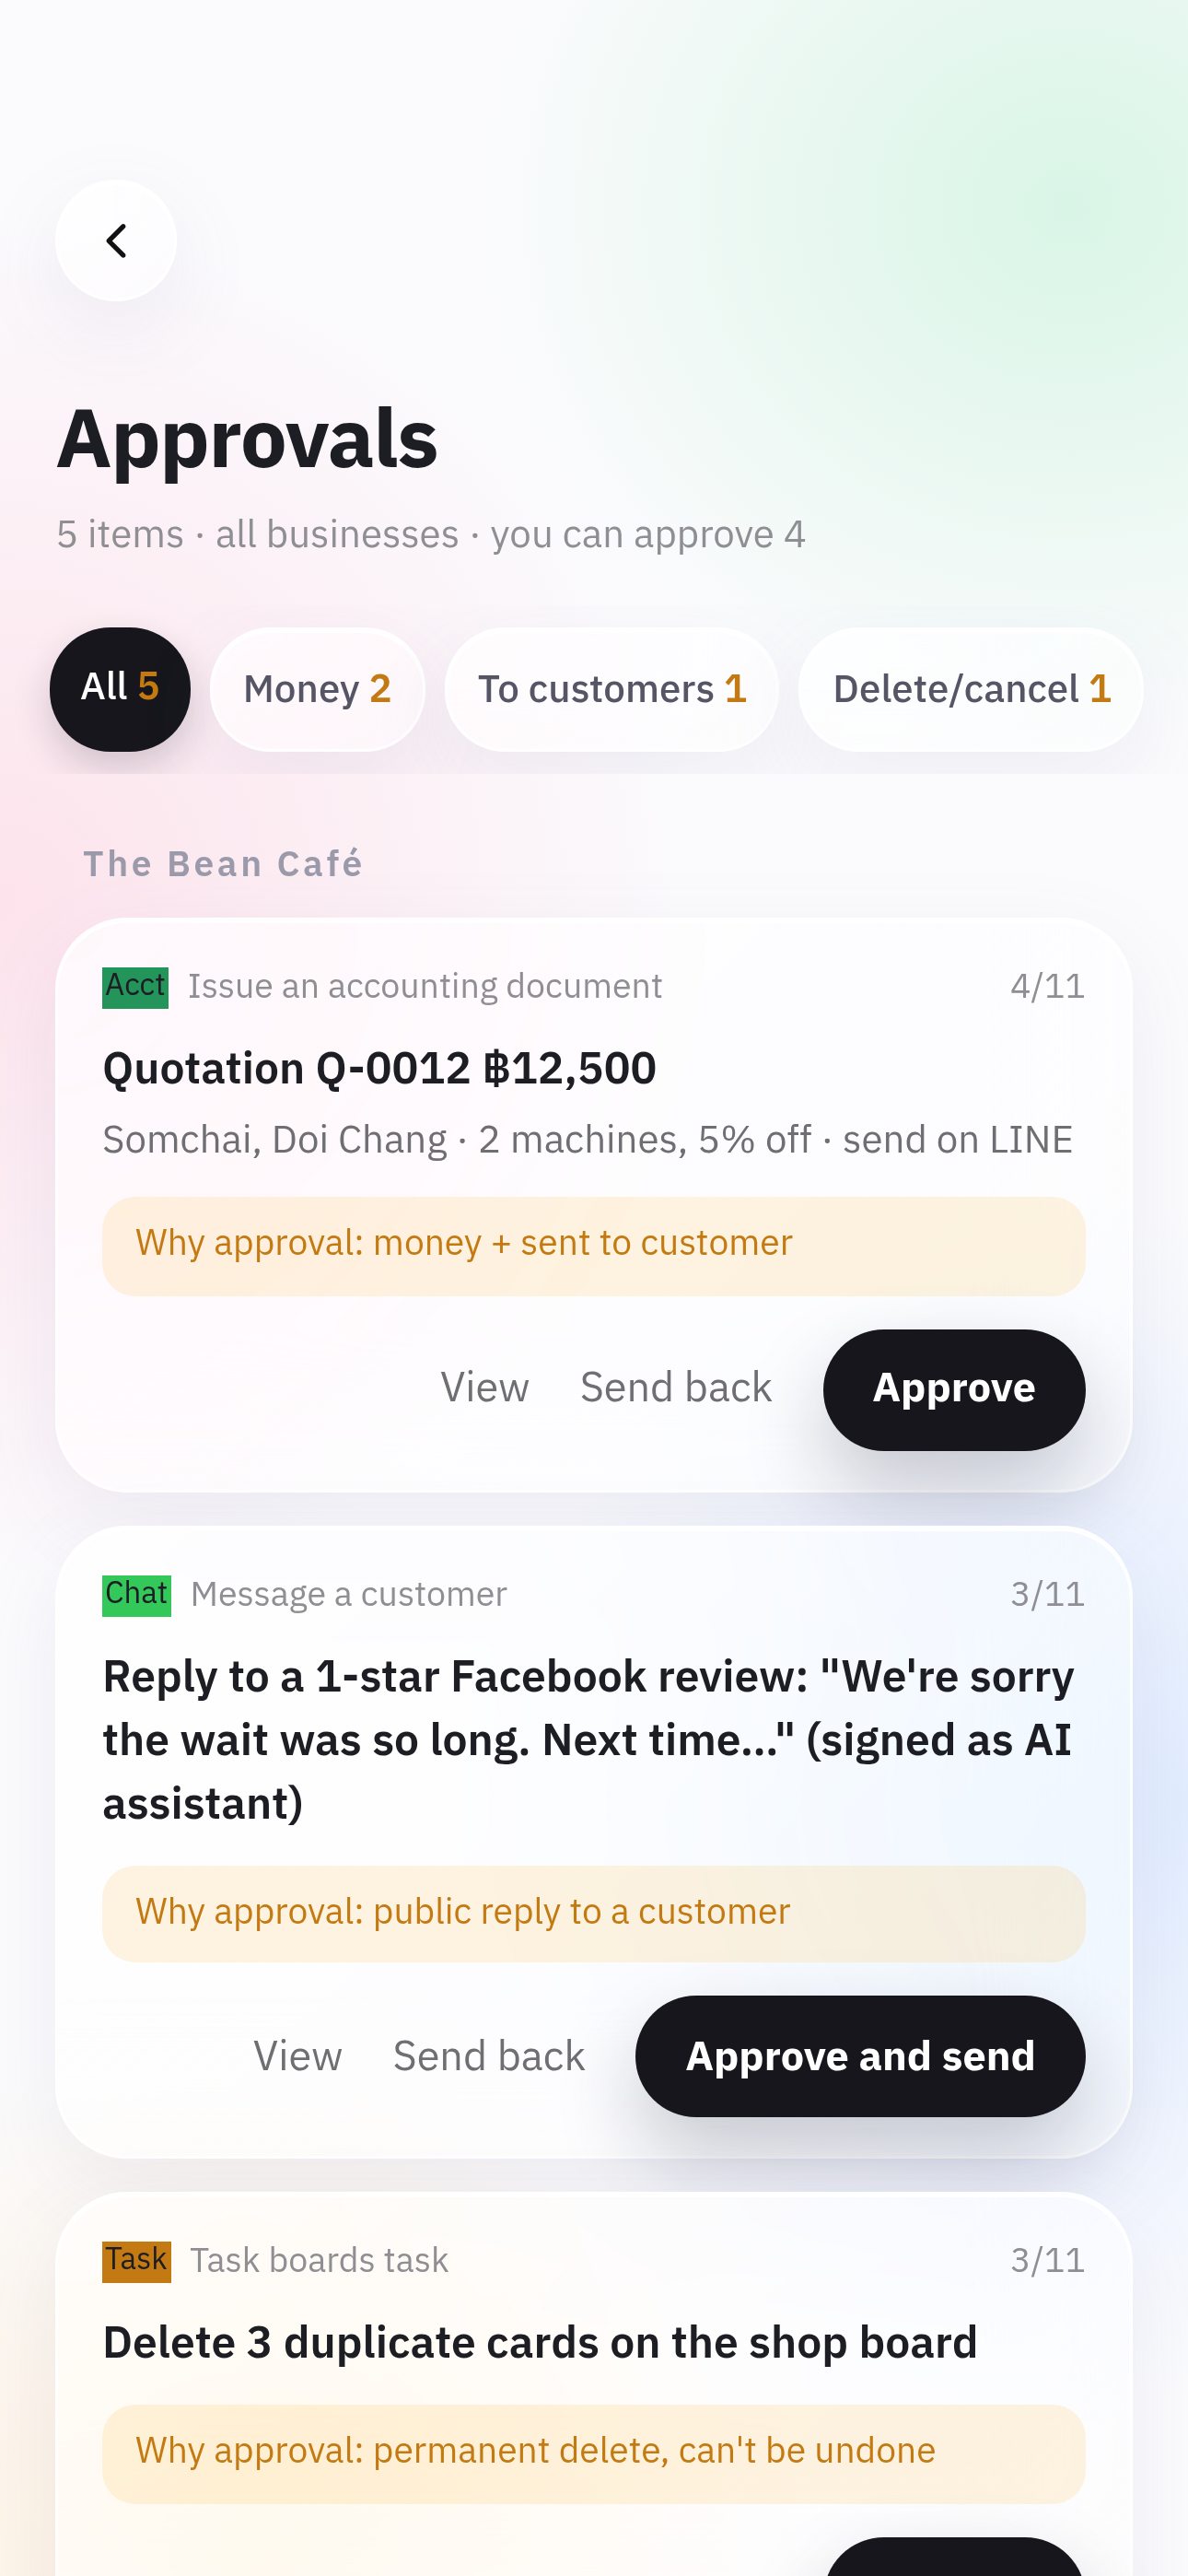 Approvals
5 items · all businesses · you can approve 4
All 5
Money 2
To customers 1
Delete/cancel 1
The Bean Café
Acct Issue an accounting document 4/11
Quotation Q-0012 ฿12,500
Somchai, Doi Chang · 2 machines, 5% off · send on LINE
Why approval: money + sent to customer
View Send back Approve
Chat Message a customer 3/11
Reply to a 1-star Facebook review: "We're sorry
the wait was so long. Next time..." (signed as AI
assistant)
Why approval: public reply to a customer
View Send back Approve and send
Task Task boards task 3/11
Delete 3 duplicate cards on the shop board
Why approval: permanent delete, can't be undone